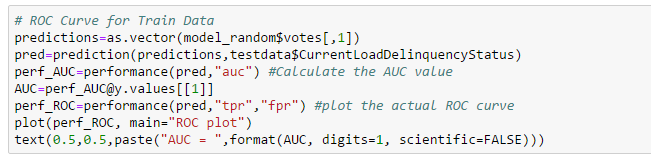 # ROC Curve for Train Data
predictions=as.vector(model_random$votes[,1])
pred=prediction(predictions,testdata$CurrentLoadDelinquencyStatus)
perf_AUC=performance(pred,"auc") #Calculate the AUC value
AUC=perf_AUC@y.values[[1]]
perf_ROC=performance(pred,"tpr","fpr") #plot the actual ROC curve
plot(perf_ROC, main="ROC plot")
text(0.5,0.5,paste("AUC = ",format(AUC, digits=1, scientific=FALSE)))